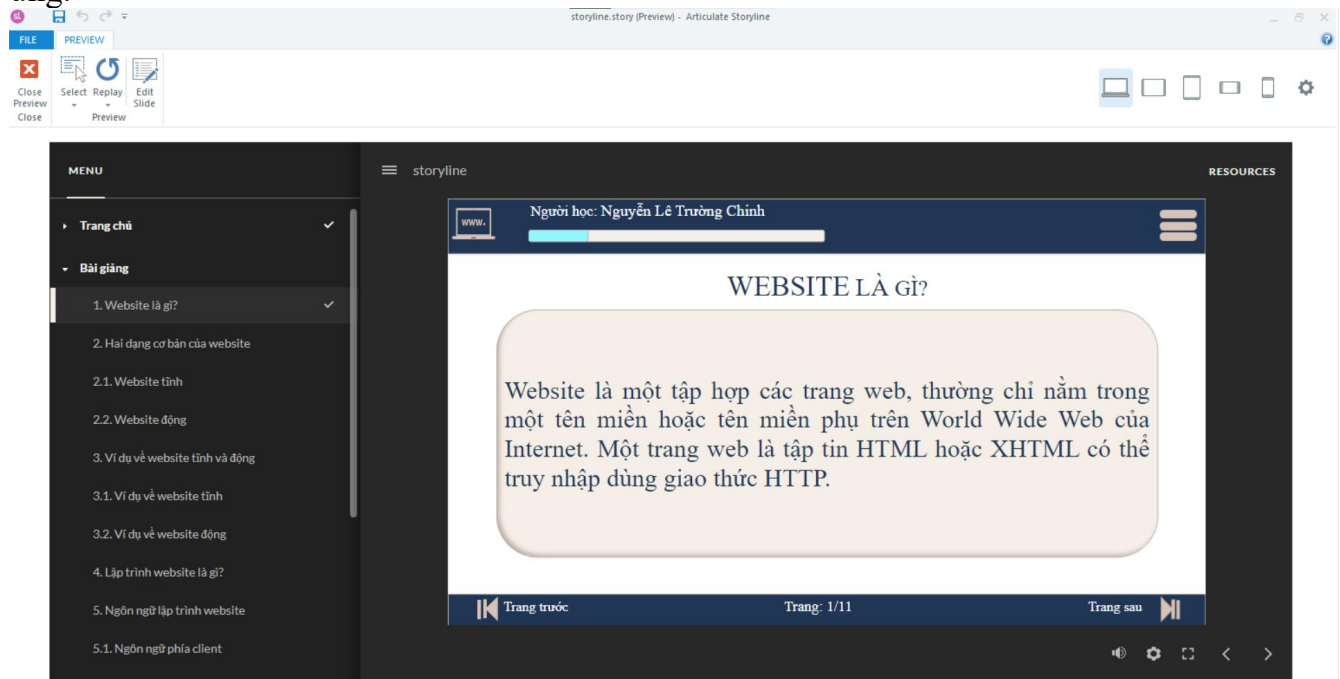 storyline.story (Preview) - Articulate Storyline
FILE
PREVIEW
Close Preview
Select
Replay
Edit Slide
Close
Preview
MENU
storyline
RESOURCES
Trang chủ
Bài giảng
1. Website là gì?
2. Hai dạng cơ bản của website
2.1. Website tĩnh
2.2. Website động
3. Ví dụ về website tĩnh và động
3.1. Ví dụ về website tĩnh
3.2. Ví dụ về website động
4. Lập trình website là gì?
5. Ngôn ngữ lập trình website
5.1. Ngôn ngữ phía client
www.
Người học: Nguyễn Lê Trường Chinh
WEBSITE LÀ GÌ?
Website là một tập hợp các trang web, thường chỉ nằm trong
một tên miền hoặc tên miền phụ trên World Wide Web của
Internet. Một trang web là tập tin HTML hoặc XHTML có thể
truy nhập dùng giao thức HTTP.
Trang trước
Trang: 1/11
Trang sau